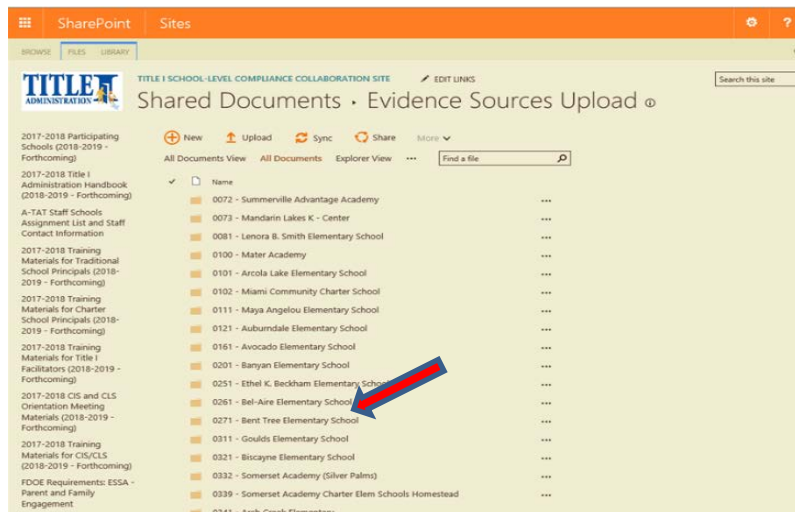 SharePoint Sites ?
BROWSE FILES LIBRARY
TITLE I
ADMINISTRATION
TITLE I SCHOOL-LEVEL COMPLIANCE COLLABORATION SITE EDIT LINKS
Search this site
Shared Documents › Evidence Sources Upload
2017-2018 Participating
Schools (2018-2019 -
Forthcoming)
2017-2018 Title I
Administration Handbook
(2018-2019 - Forthcoming)
A-TAT Staff Schools
Assignment List and Staff
Contact Information
2017-2018 Training
Materials for Traditional
School Principals (2018-
2019 - Forthcoming)
2017-2018 Training
Materials for Charter
School Principals (2018-
2019 - Forthcoming)
2017-2018 Training
Materials for Title I
Facilitators (2018-2019 -
Forthcoming)
2017-2018 CIS and CLS
Orientation Meeting
Materials (2018-2019 -
Forthcoming)
2017-2018 Training
Materials for CIS/CLS
(2018-2019 - Forthcoming)
FDOE Requirements: ESSA -
Parent and Family
Engagement
New Upload Sync Share More
All Documents View All Documents Explorer View ••• Find a file
Name
0072 - Summerville Advantage Academy •••
0073 - Mandarin Lakes K - Center •••
0081 - Lenora B. Smith Elementary School •••
0100 - Mater Academy •••
0101 - Arcola Lake Elementary School •••
0102 - Miami Community Charter School •••
0111 - Maya Angelou Elementary School •••
0121 - Auburndale Elementary School •••
0161 - Avocado Elementary School •••
0201 - Banyan Elementary School •••
0251 - Ethel K. Beckham Elementary School •••
0261 - Bel-Aire Elementary School •••
0271 - Bent Tree Elementary School •••
0311 - Goulds Elementary School •••
0321 - Biscayne Elementary School •••
0332 - Somerset Academy (Silver Palms) •••
0339 - Somerset Academy Charter Elem Schools Homestead •••
0341 - Arch Creek Elementary